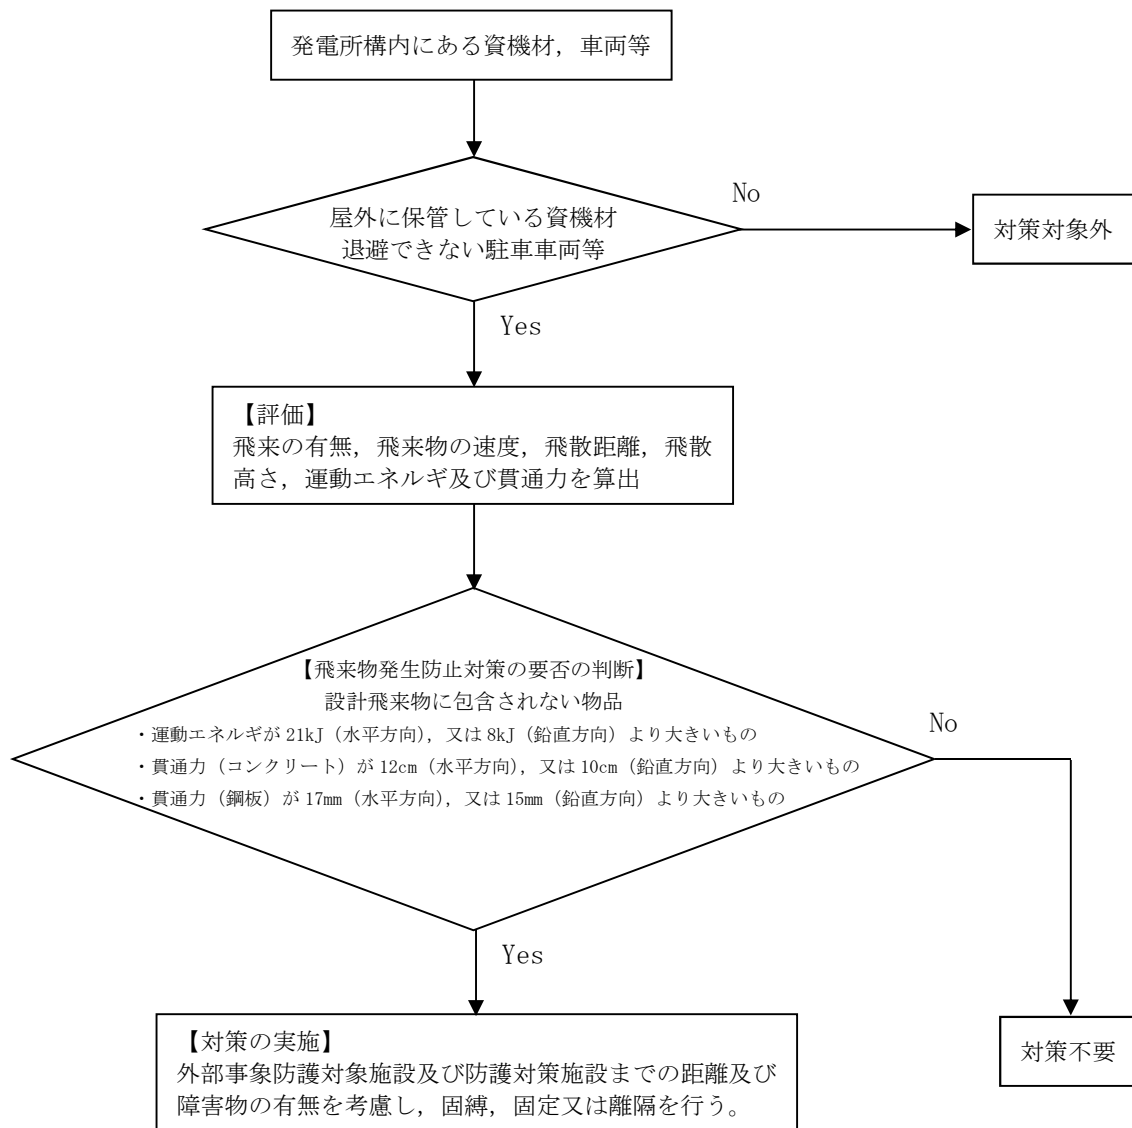 発電所構内にある資機材，車両等
屋外に保管している資機材
退避できない駐車車両等
No
対策対象外
Yes
【評価】
飛来の有無，飛来物の速度，飛散距離，飛散
高さ，運動エネルギ及び貫通力を算出
【飛来物発生防止対策の要否の判断】
設計飛来物に包含されない物品
・運動エネルギが 21kJ（水平方向），又は 8kJ（鉛直方向）より大きいもの
・貫通力（コンクリート）が 12cm（水平方向），又は 10cm（鉛直方向）より大きいもの
・貫通力（鋼板）が 17㎜（水平方向），又は 15㎜（鉛直方向）より大きいもの
No
Yes
【対策の実施】
外部事象防護対象施設及び防護対策施設までの距離及び
障害物の有無を考慮し，固縛，固定又は離隔を行う。
対策不要